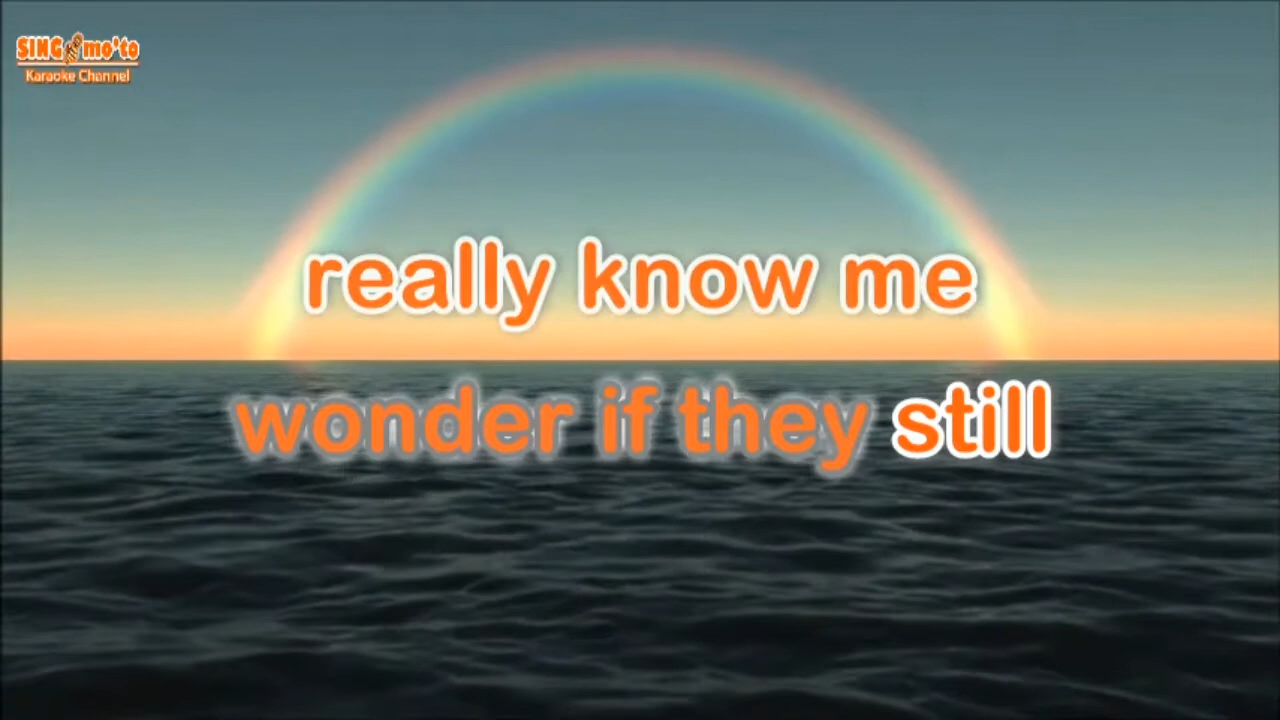 SING mo'to
Karaoke Channel
really know me
wonder if they still